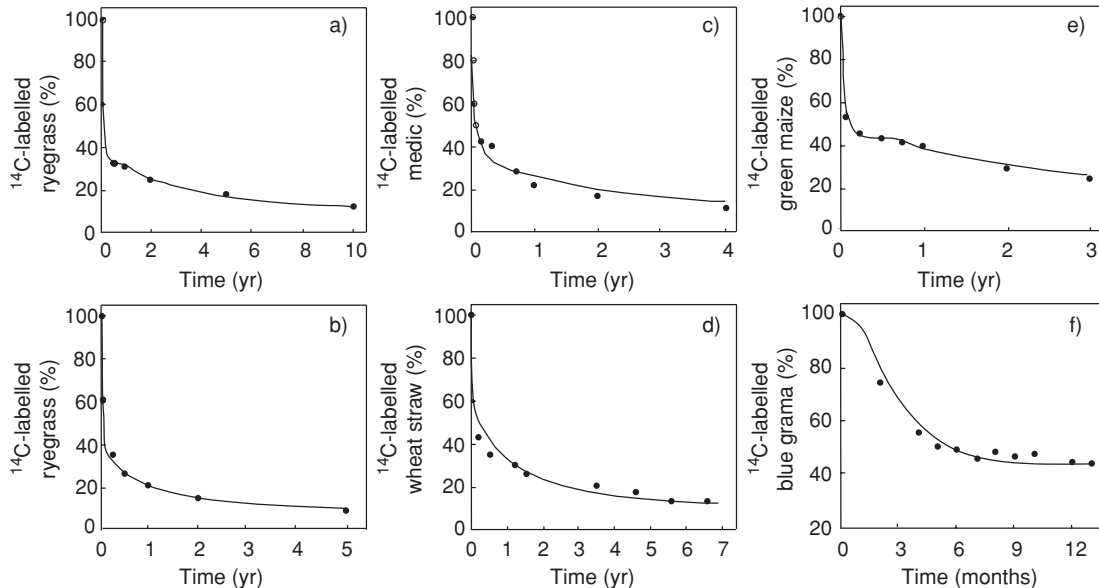 a)
¹⁴C-labelled
ryegrass (%)
100
80
60
40
20
0
0 2 4 6 8 10
Time (yr)
c)
¹⁴C-labelled
medic (%)
100
80
60
40
20
0
0 1 2 3 4
Time (yr)
e)
¹⁴C-labelled
green maize (%)
100
80
60
40
20
0
0 1 2 3
Time (yr)
b)
¹⁴C-labelled
ryegrass (%)
100
80
60
40
20
0
0 1 2 3 4 5
Time (yr)
d)
¹⁴C-labelled
wheat straw (%)
100
80
60
40
20
0
0 1 2 3 4 5 6 7
Time (yr)
f)
¹⁴C-labelled
blue grama (%)
100
80
60
40
20
0 3 6 9 12
Time (months)